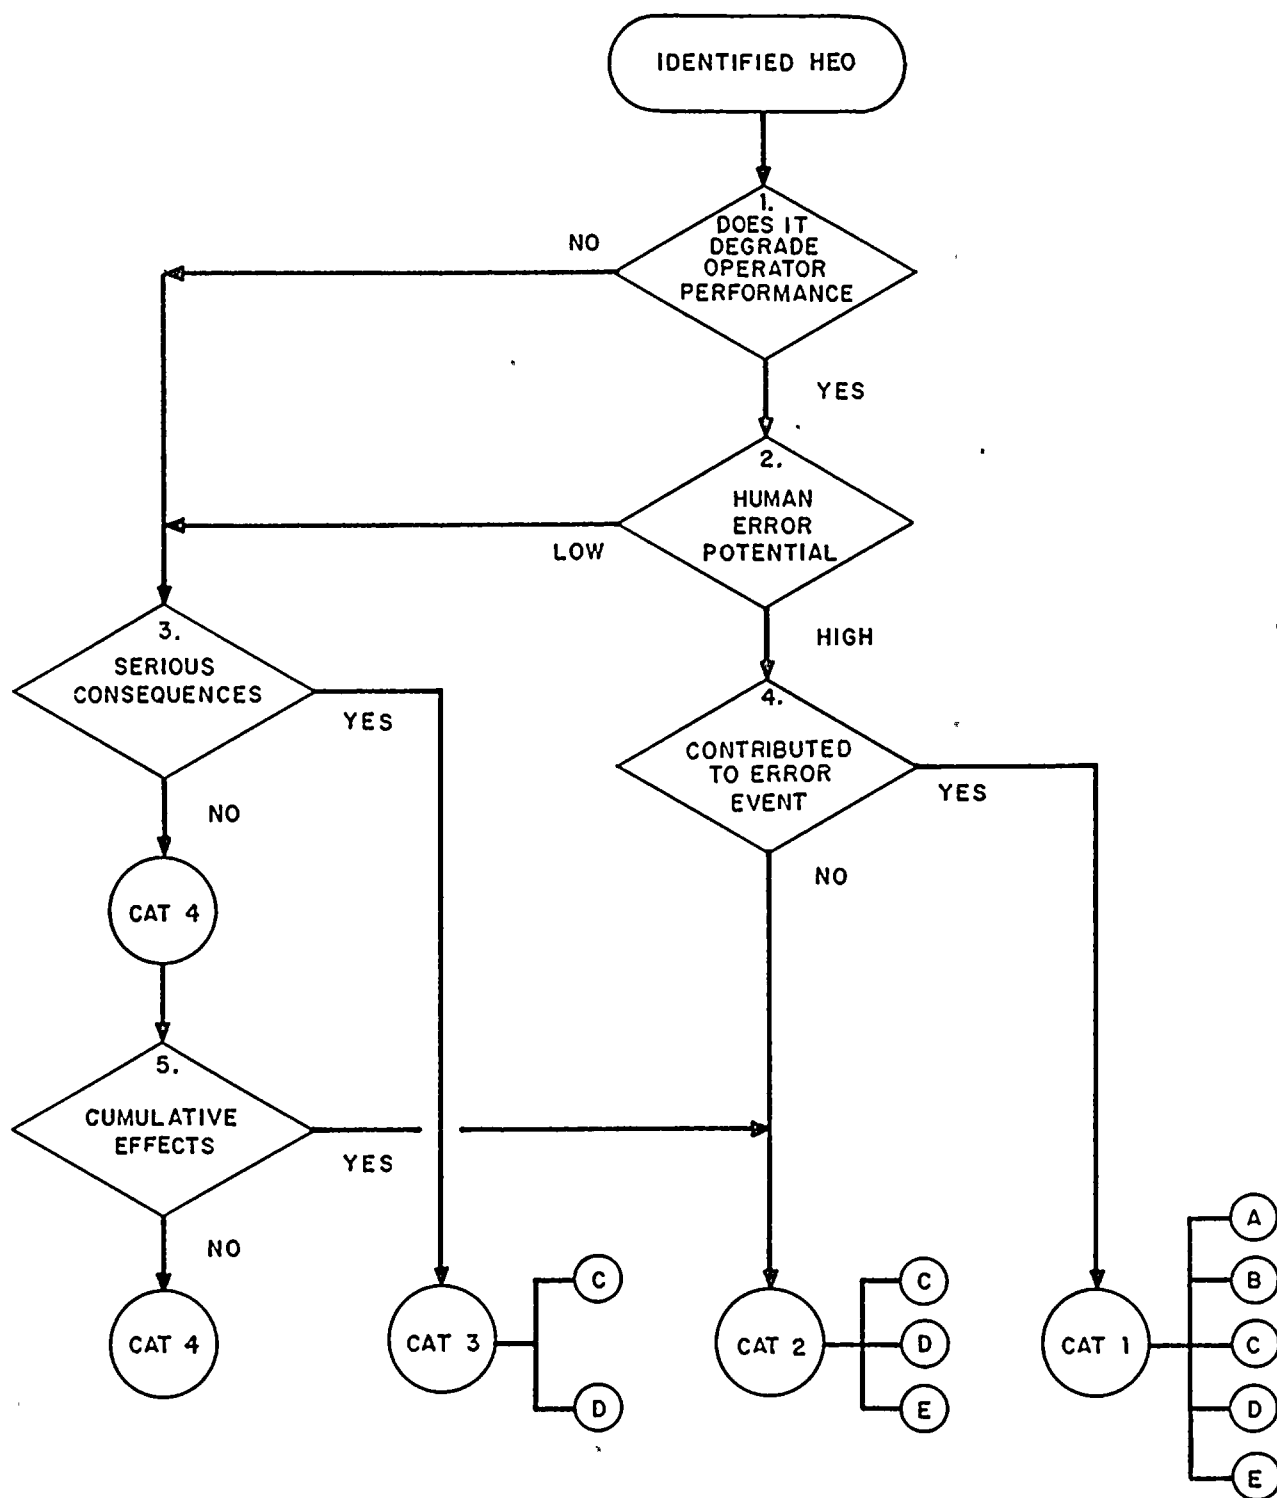 IDENTIFIED HEO
1.
DOES IT
DEGRADE
OPERATOR
PERFORMANCE
NO
YES
2.
HUMAN
ERROR
POTENTIAL
LOW
HIGH
3.
SERIOUS
CONSEQUENCES
YES
NO
4.
CONTRIBUTED
TO ERROR
EVENT
YES
NO
CAT 4
5.
CUMULATIVE
EFFECTS
YES
NO
CAT 4
CAT 3
C
D
CAT 2
C
D
E
CAT 1
A
B
C
D
E